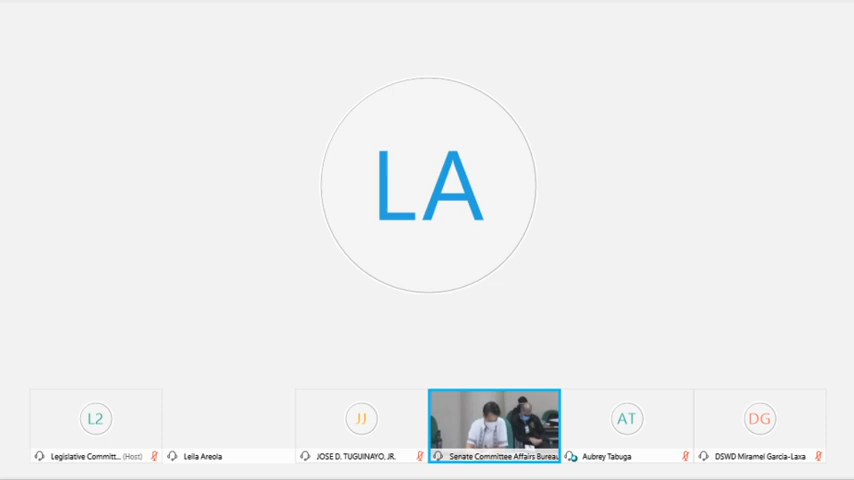 LA
L2
JJ
AT
DG
Legislative Committ... (Host)
Leila Areola
JOSE D. TUGUINAYO, JR.
Senate Committee Affairs Bureau
Aubrey Tabuga
DSWD Miramel Garcia-Laxa